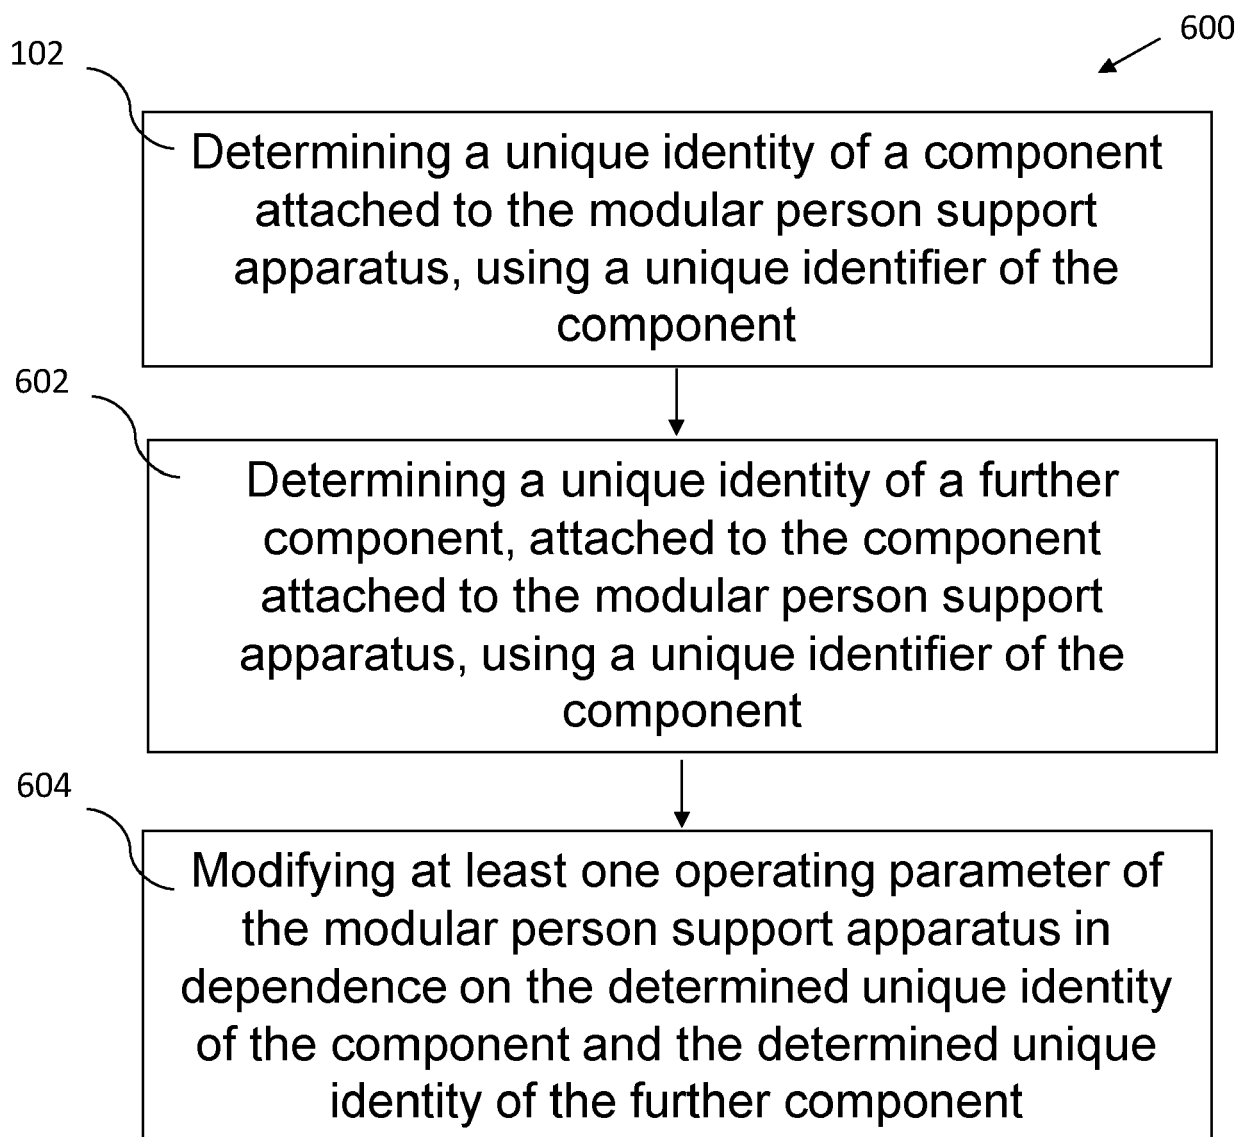 600
102
Determining a unique identity of a component
attached to the modular person support
apparatus, using a unique identifier of the
component
602
Determining a unique identity of a further
component, attached to the component
attached to the modular person support
apparatus, using a unique identifier of the
component
604
Modifying at least one operating parameter of
the modular person support apparatus in
dependence on the determined unique identity
of the component and the determined unique
identity of the further component